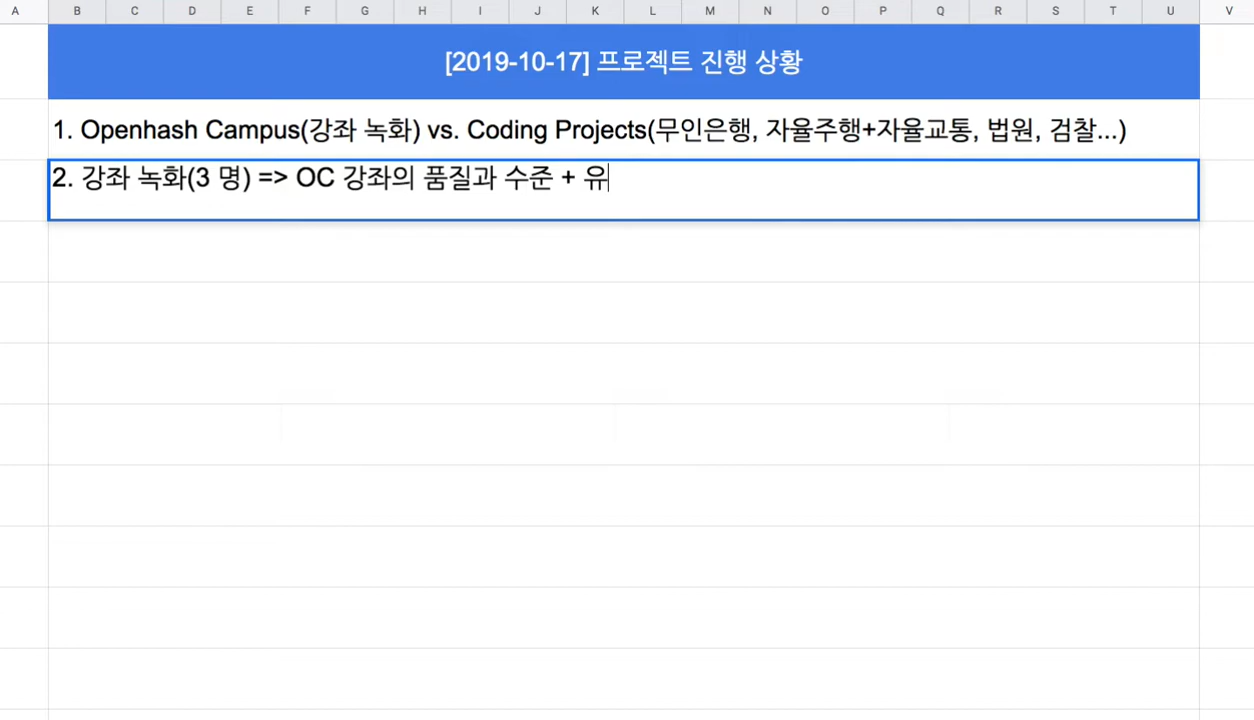 A B C D E F G H I J K L M N O P Q R S T U V
[2019-10-17] 프로젝트 진행 상황
1. Openhash Campus(강좌 녹화) vs. Coding Projects(무인은행, 자율주행+자율교통, 법원, 검찰...)
2. 강좌 녹화(3 명) => OC 강좌의 품질과 수준 + 유